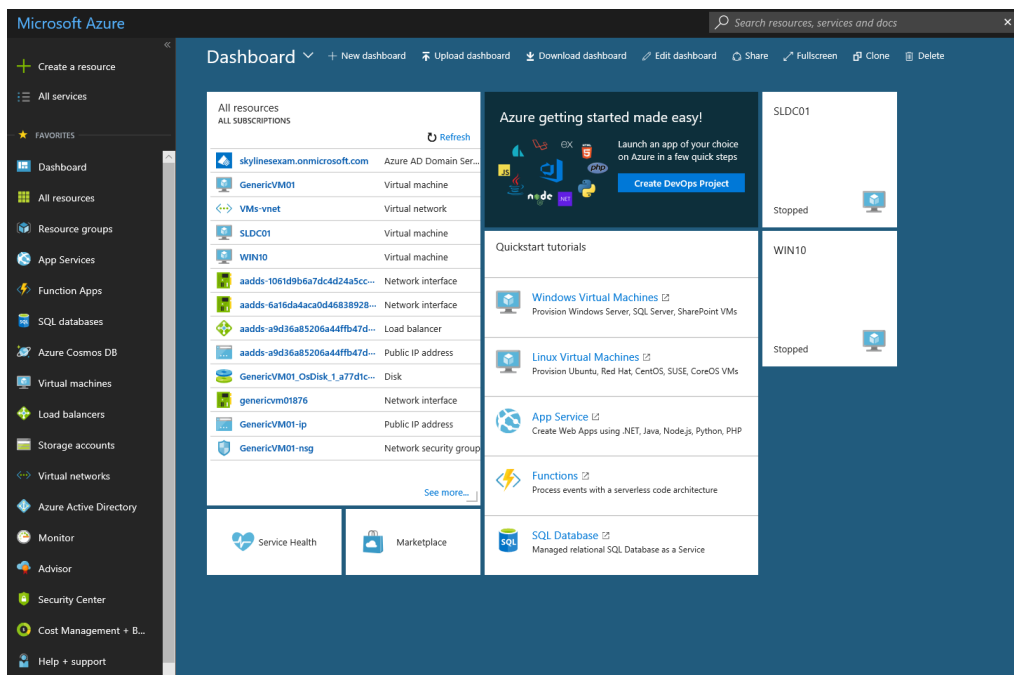 Microsoft Azure
Search resources, services and docs
Create a resource
All services
FAVORITES
Dashboard
All resources
Resource groups
App Services
Function Apps
SQL databases
Azure Cosmos DB
Virtual machines
Load balancers
Storage accounts
Virtual networks
Azure Active Directory
Monitor
Advisor
Security Center
Cost Management + B...
Help + support
Dashboard
New dashboard
Upload dashboard
Download dashboard
Edit dashboard
Share
Fullscreen
Clone
Delete
All resources
ALL SUBSCRIPTIONS
Refresh
skylinesexam.onmicrosoft.com Azure AD Domain Ser...
GenericVM01 Virtual machine
VMs-vnet Virtual network
SLDC01 Virtual machine
WIN10 Virtual machine
aadds-1061d9b6a7dc4d24a5cc... Network interface
aadds-6a16da4aca0d46838928... Network interface
aadds-a9d36a85206a44ffb47d... Load balancer
aadds-a9d36a85206a44ffb47d... Public IP address
GenericVM01_OsDisk_1_a77d1c... Disk
genericvm01876 Network interface
GenericVM01-ip Public IP address
GenericVM01-nsg Network security group
See more...
Service Health
Marketplace
Azure getting started made easy!
EX
5
JS
php
node
.NET
Launch an app of your choice
on Azure in a few quick steps
Create DevOps Project
Quickstart tutorials
Windows Virtual Machines
Provision Windows Server, SQL Server, SharePoint VMs
Linux Virtual Machines
Provision Ubuntu, Red Hat, CentOS, SUSE, CoreOS VMs
App Service
Create Web Apps using .NET, Java, Node.js, Python, PHP
Functions
Process events with a serverless code architecture
SQL
SQL Database
Managed relational SQL Database as a Service
SLDC01
Stopped
WIN10
Stopped